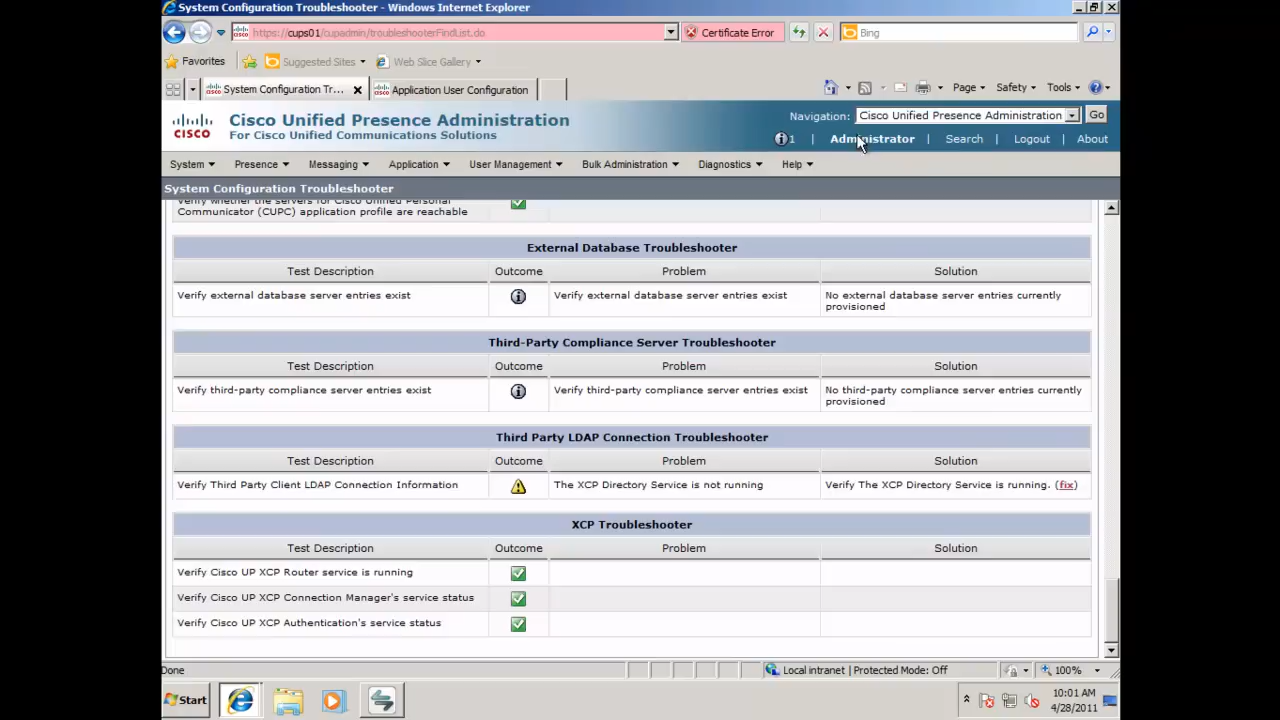 System Configuration Troubleshooter - Windows Internet Explorer
https://cups01/cupadmin/troubleshooterFindList.do
Certificate Error
Bing
Favorites
Suggested Sites
Web Slice Gallery
System Configuration Tr...
Application User Configuration
Page
Safety
Tools
cisco
Cisco Unified Presence Administration
For Cisco Unified Communications Solutions
Navigation:
Cisco Unified Presence Administration
Go
1 | Administrator | Search | Logout | About
System Presence Messaging Application User Management Bulk Administration Diagnostics Help
System Configuration Troubleshooter
Verify whether the servers for Cisco Unified Personal
Communicator (CUPC) application profile are reachable
External Database Troubleshooter
Test Description Outcome Problem Solution
Verify external database server entries exist
Verify external database server entries exist
No external database server entries currently
provisioned
Third-Party Compliance Server Troubleshooter
Test Description Outcome Problem Solution
Verify third-party compliance server entries exist
Verify third-party compliance server entries exist
No third-party compliance server entries currently
provisioned
Third Party LDAP Connection Troubleshooter
Test Description Outcome Problem Solution
Verify Third Party Client LDAP Connection Information
The XCP Directory Service is not running
Verify The XCP Directory Service is running. (fix)
XCP Troubleshooter
Test Description Outcome Problem Solution
Verify Cisco UP XCP Router service is running
Verify Cisco UP XCP Connection Manager's service status
Verify Cisco UP XCP Authentication's service status
Done
Local intranet | Protected Mode: Off
100%
Start
10:01 AM
4/28/2011